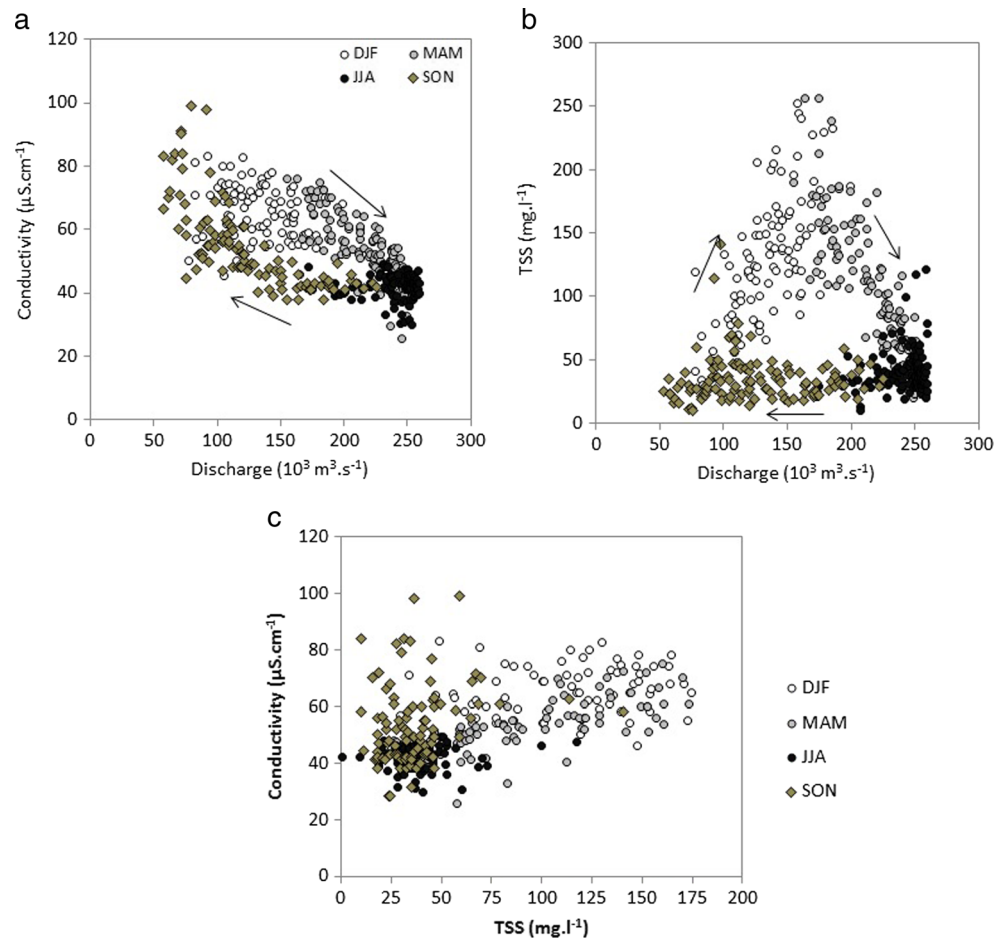 a
120
100
80
60
40
20
0
Conductivity (µS.cm⁻¹)
DJF MAM
JJA SON
0 50 100 150 200 250 300
Discharge (10³ m³.s⁻¹)
b
300
250
200
150
100
50
0
TSS (mg.l⁻¹)
0 50 100 150 200 250 300
Discharge (10³ m³.s⁻¹)
c
120
100
80
60
40
20
0
Conductivity (µS.cm⁻¹)
0 25 50 75 100 125 150 175 200
TSS (mg.l⁻¹)
DJF
MAM
JJA
SON